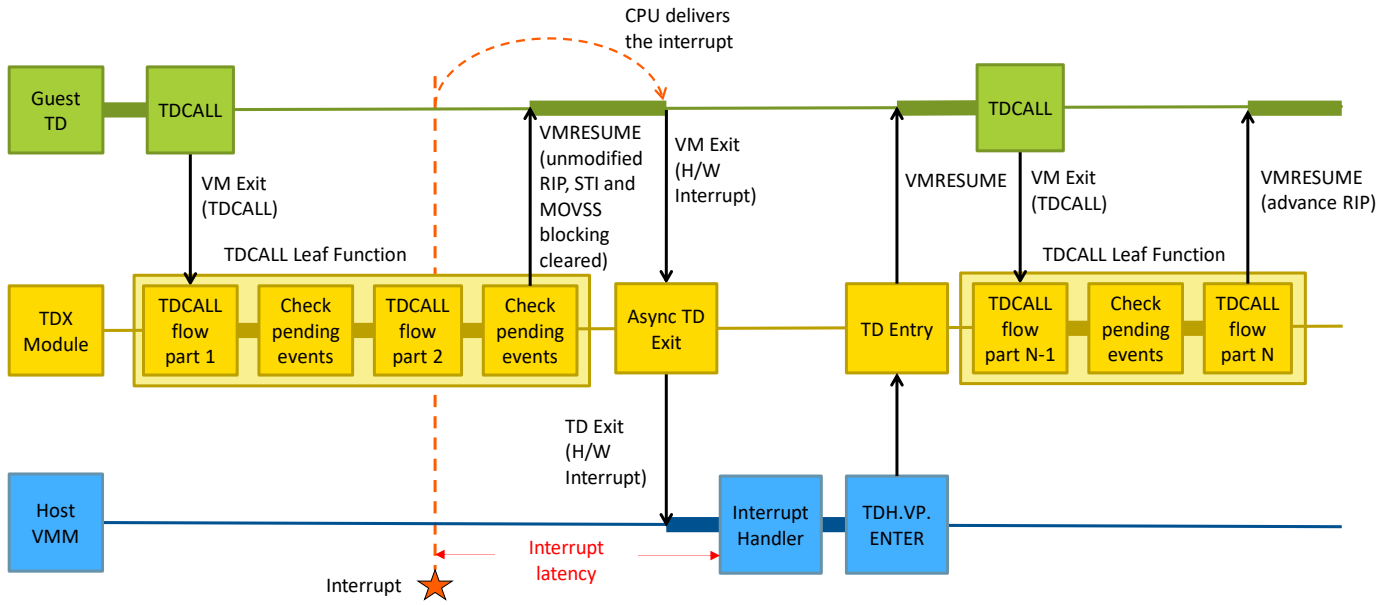 CPU delivers
the interrupt
Guest
TD
TDCALL
TDCALL
VM Exit
(TDCALL)
VMRESUME
(unmodified
RIP, STI and
MOVSS
blocking
cleared)
VM Exit
(H/W
Interrupt)
VMRESUME
VM Exit
(TDCALL)
VMRESUME
(advance RIP)
TDCALL Leaf Function
TDCALL Leaf Function
TDX
Module
TDCALL
flow
part 1
Check
pending
events
TDCALL
flow
part 2
Check
pending
events
Async TD
Exit
TD Entry
TDCALL
flow
part N-1
Check
pending
events
TDCALL
flow
part N
TD Exit
(H/W
Interrupt)
Host
VMM
Interrupt
Handler
TDH.VP.
ENTER
Interrupt
latency
Interrupt